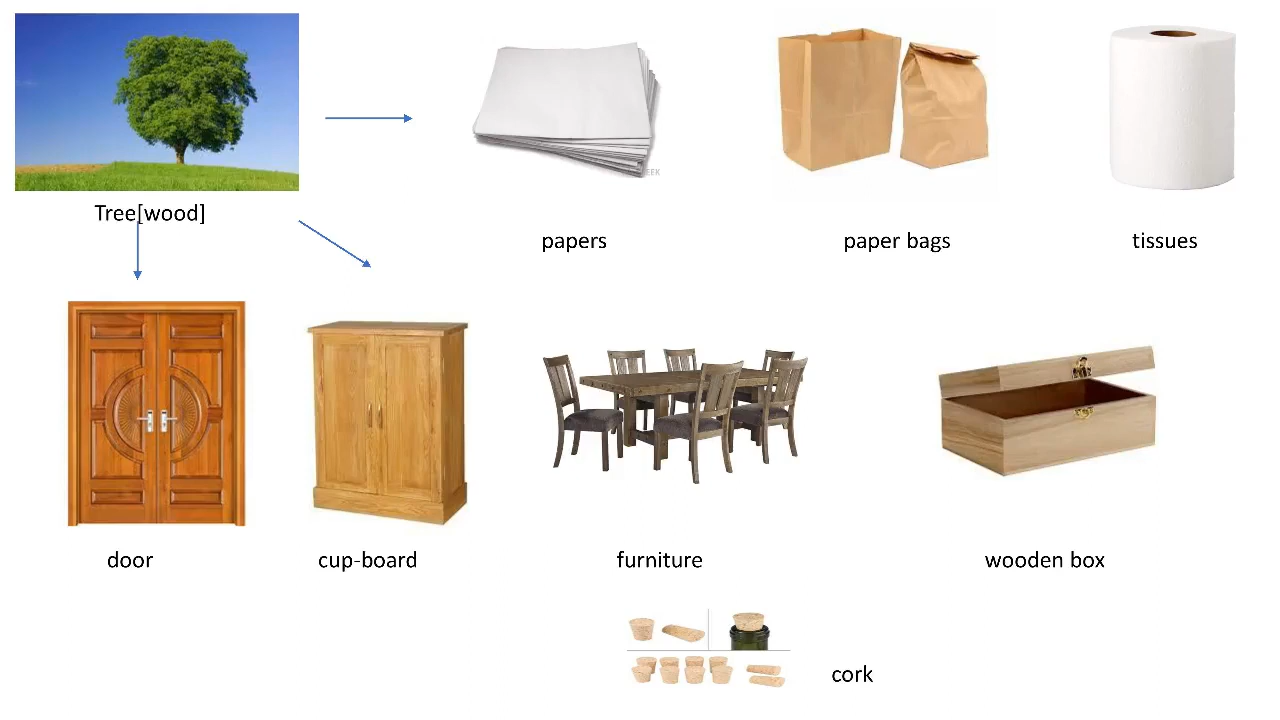 Tree[wood]
papers
paper bags
tissues
door
cup-board
furniture
wooden box
cork